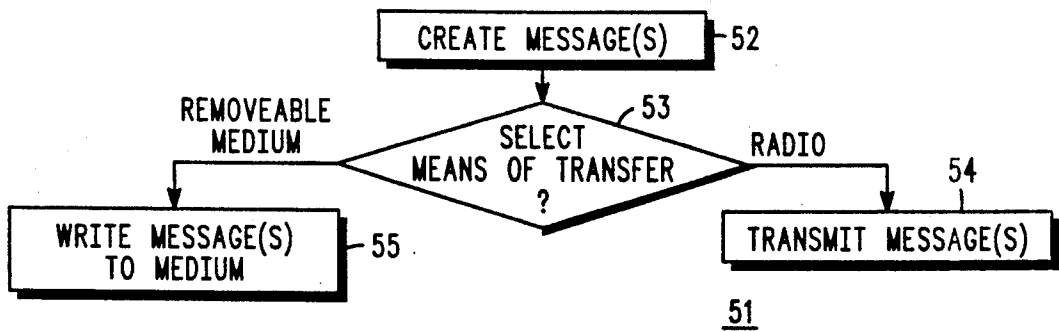 CREATE MESSAGE(S)
52
53
SELECT
MEANS OF TRANSFER
?
REMOVEABLE
MEDIUM
RADIO
54
WRITE MESSAGE(S)
TO MEDIUM
55
TRANSMIT MESSAGE(S)
51